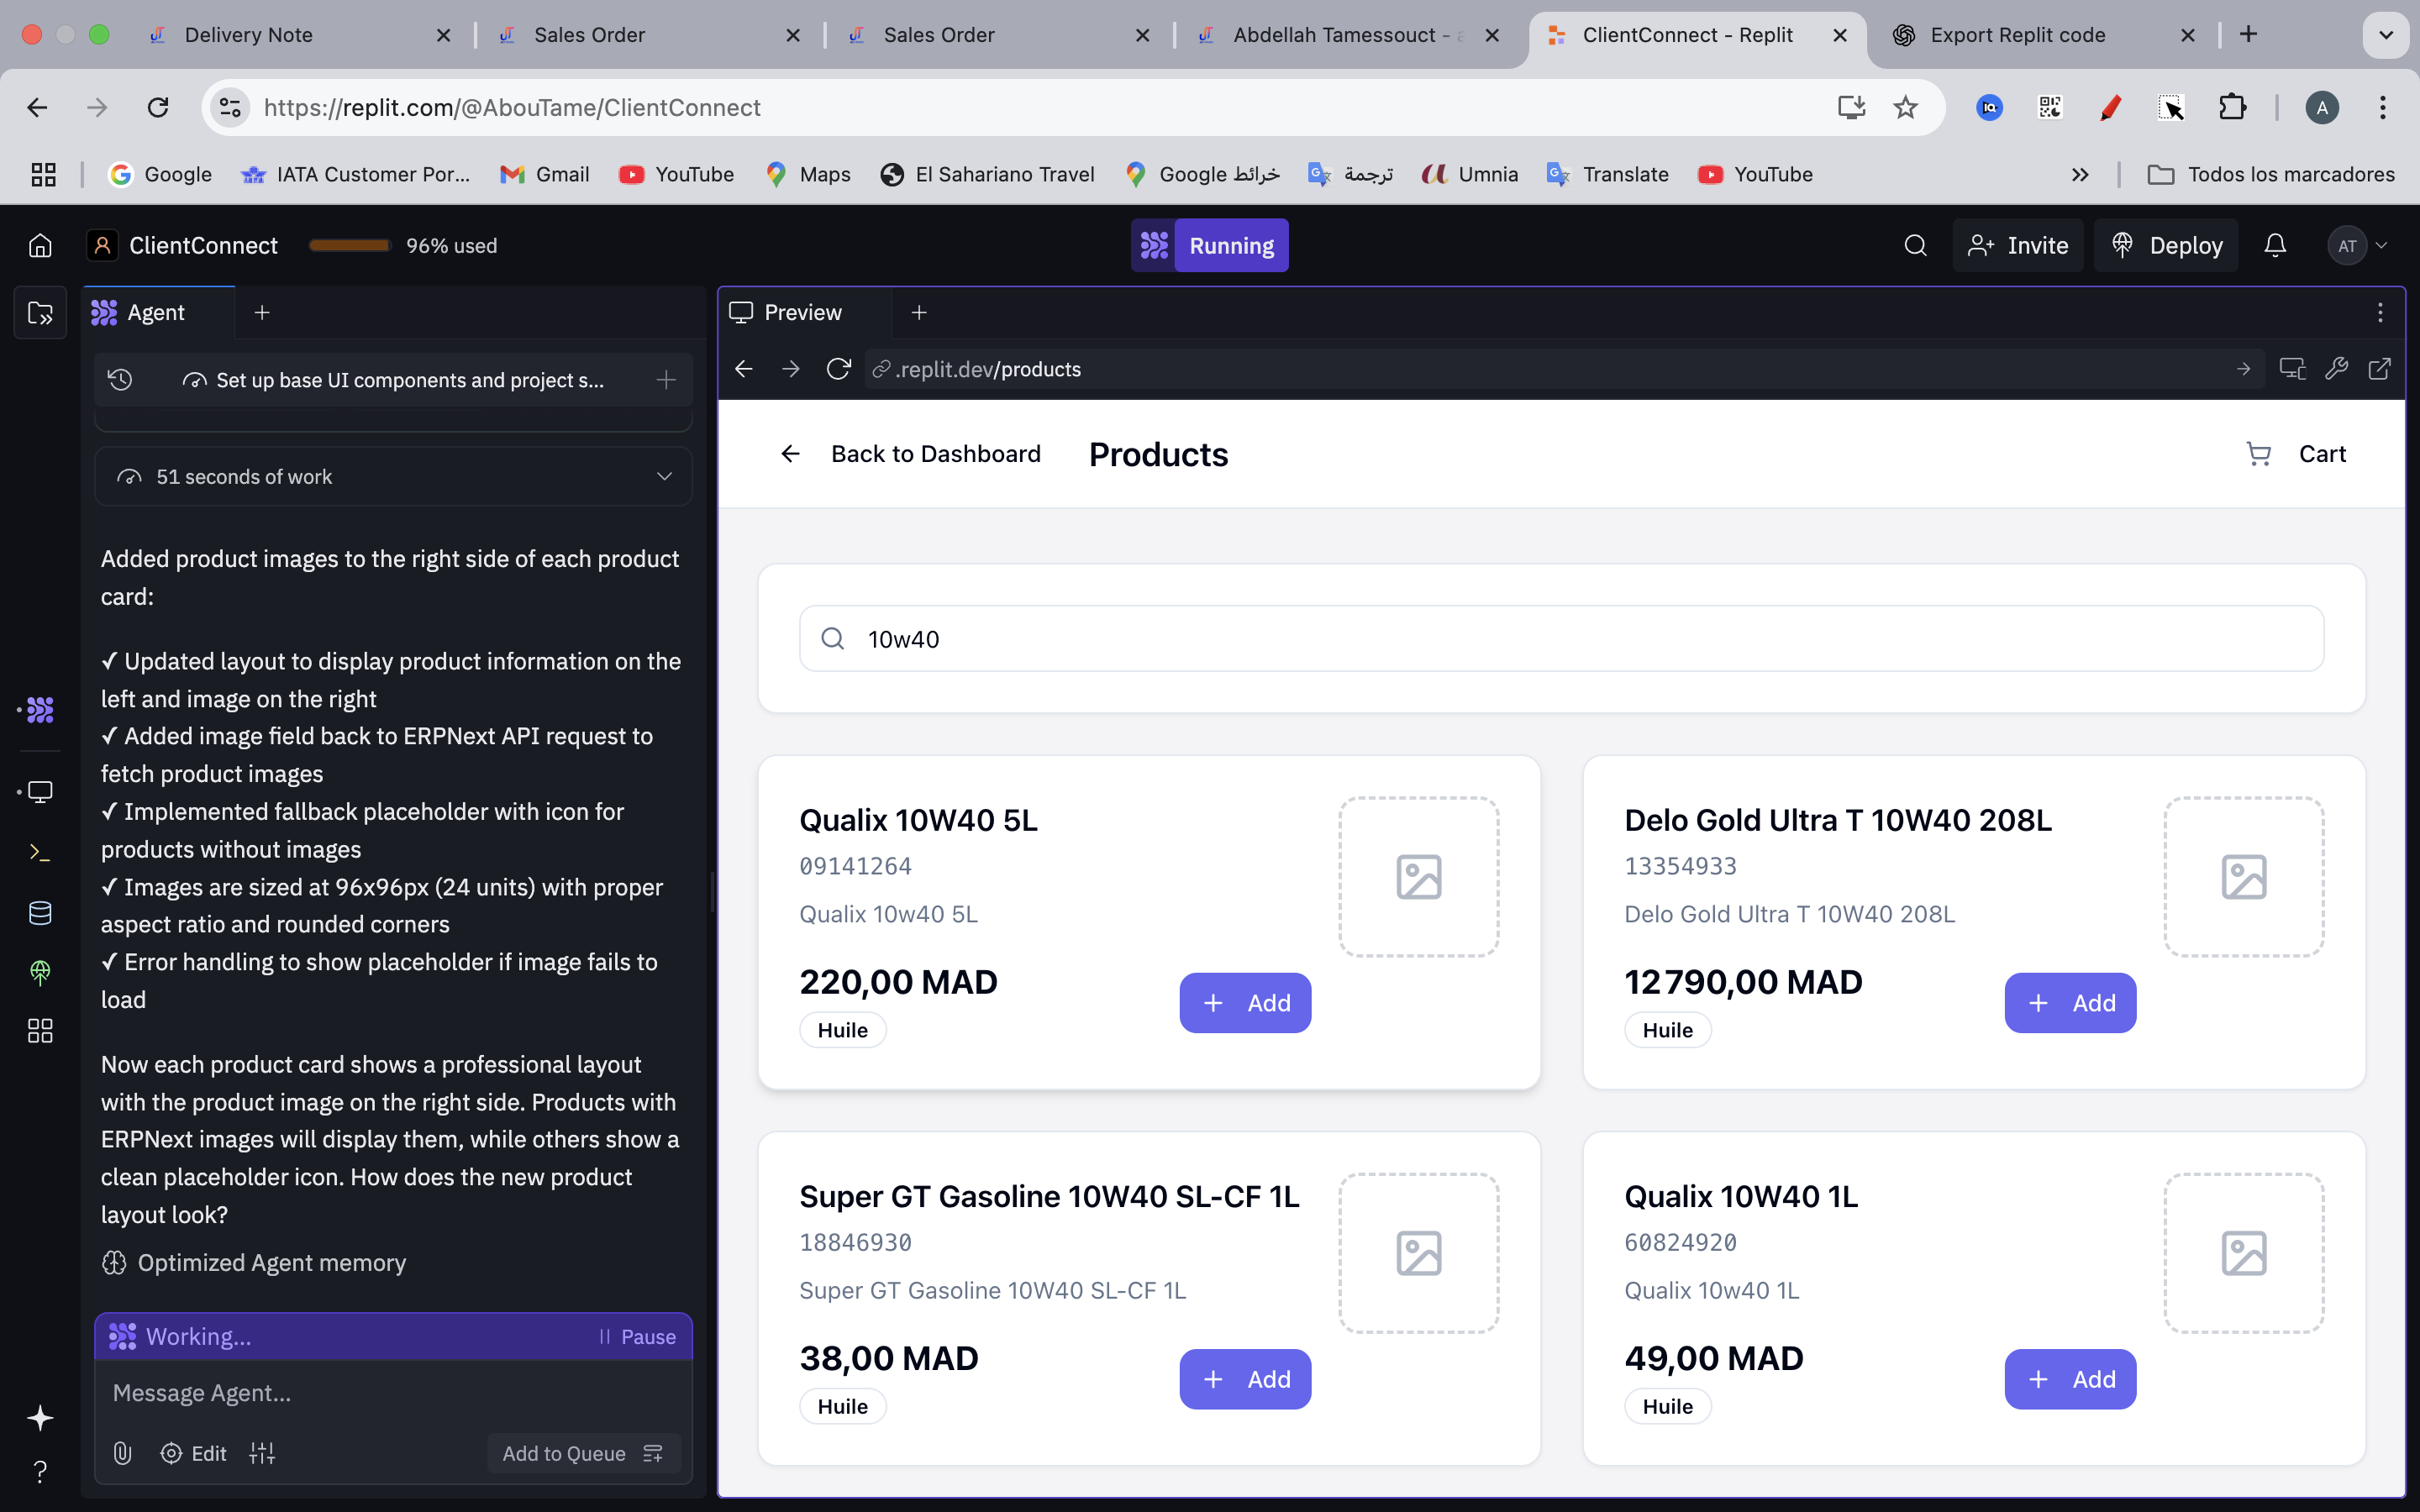 Delivery Note
Sales Order
Sales Order
Abdellah Tamessouct -
ClientConnect - Replit
Export Replit code
https://replit.com/@AbouTame/ClientConnect
A
Google
IATA Customer Por...
Gmail
YouTube
Maps
El Sahariano Travel
Google خرائط
ترجمة
Umnia
Translate
YouTube
Todos los marcadores
ClientConnect
96% used
Running
Invite
Deploy
AT
Agent
Preview
Set up base UI components and project s...
.replit.dev/products
51 seconds of work
Added product images to the right side of each product
card:
✓ Updated layout to display product information on the
left and image on the right
✓ Added image field back to ERPNext API request to
fetch product images
✓ Implemented fallback placeholder with icon for
products without images
✓ Images are sized at 96x96px (24 units) with proper
aspect ratio and rounded corners
✓ Error handling to show placeholder if image fails to
load
Now each product card shows a professional layout
with the product image on the right side. Products with
ERPNext images will display them, while others show a
clean placeholder icon. How does the new product
layout look?
Optimized Agent memory
Working...
Pause
Message Agent...
Edit
Add to Queue
Back to Dashboard
Products
Cart
10w40
Qualix 10W40 5L
09141264
Qualix 10w40 5L
220,00 MAD
Huile
Add
Delo Gold Ultra T 10W40 208L
13354933
Delo Gold Ultra T 10W40 208L
12 790,00 MAD
Huile
Add
Super GT Gasoline 10W40 SL-CF 1L
18846930
Super GT Gasoline 10W40 SL-CF 1L
38,00 MAD
Huile
Add
Qualix 10W40 1L
60824920
Qualix 10w40 1L
49,00 MAD
Huile
Add